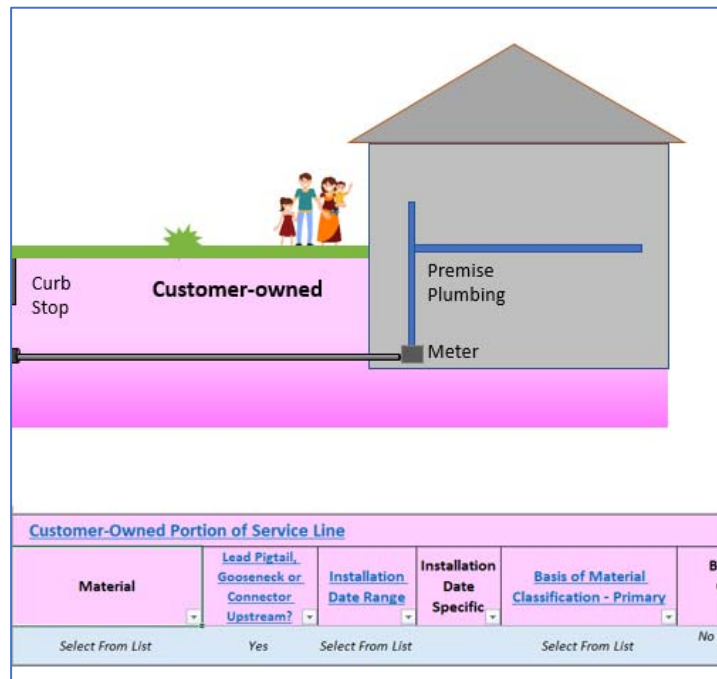 Curb
Stop
Customer-owned
Premise
Plumbing
Meter
Customer-Owned Portion of Service Line
Material
Lead Pigtail,
Gooseneck or
Connector
Upstream?
Installation
Date Range
Installation
Date
Specific
Basis of Material
Classification - Primary
Select From List
Yes
Select From List
Select From List
No